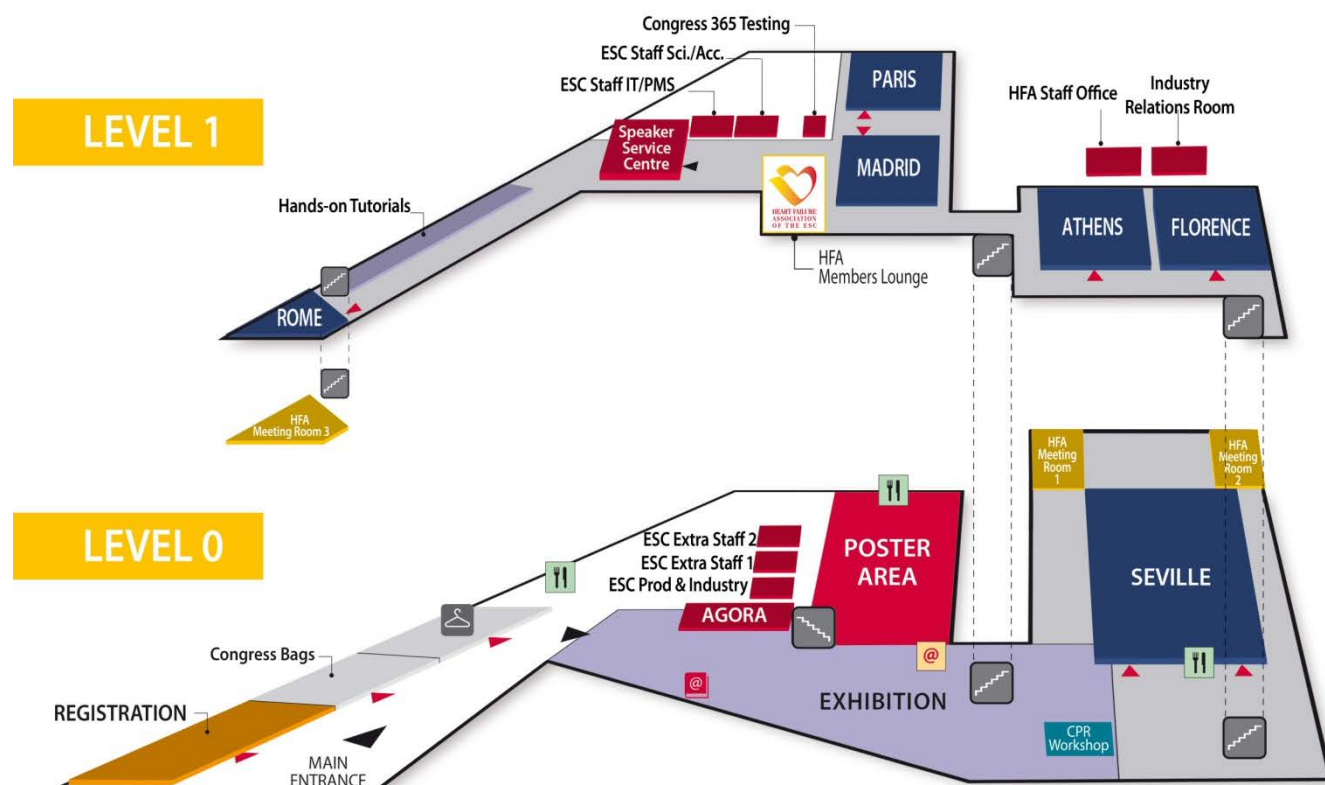 Congress 365 Testing
ESC Staff Sci./Acc.
ESC Staff IT/PMS
PARIS
HFA Staff Office
Industry
Relations Room
LEVEL 1
Speaker
Service
Centre
MADRID
HEART FAILURE
ASSOCIATION
OF THE ESC
Hands-on Tutorials
ATHENS
FLORENCE
HFA
Members Lounge
ROME
HFA
Meeting Room 3
HFA
Meeting
Room
1
HFA
Meeting
Room
2
LEVEL 0
ESC Extra Staff 2
ESC Extra Staff 1
ESC Prod & Industry
POSTER
AREA
SEVILLE
AGORA
Congress Bags
@
@
REGISTRATION
EXHIBITION
CPR
Workshop
MAIN
ENTRANCE